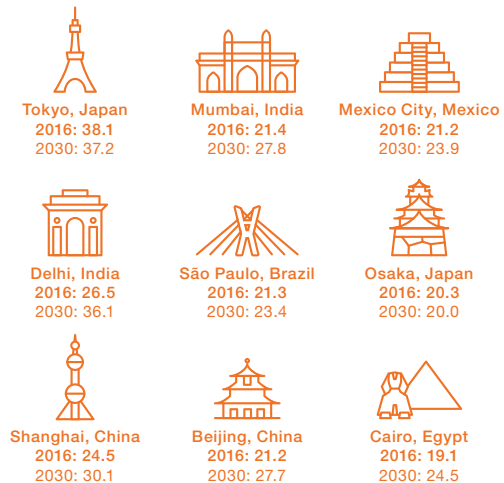 Tokyo, Japan
2016: 38.1
2030: 37.2
Mumbai, India
2016: 21.4
2030: 27.8
Mexico City, Mexico
2016: 21.2
2030: 23.9
Delhi, India
2016: 26.5
2030: 36.1
São Paulo, Brazil
2016: 21.3
2030: 23.4
Osaka, Japan
2016: 20.3
2030: 20.0
Shanghai, China
2016: 24.5
2030: 30.1
Beijing, China
2016: 21.2
2030: 27.7
Cairo, Egypt
2016: 19.1
2030: 24.5